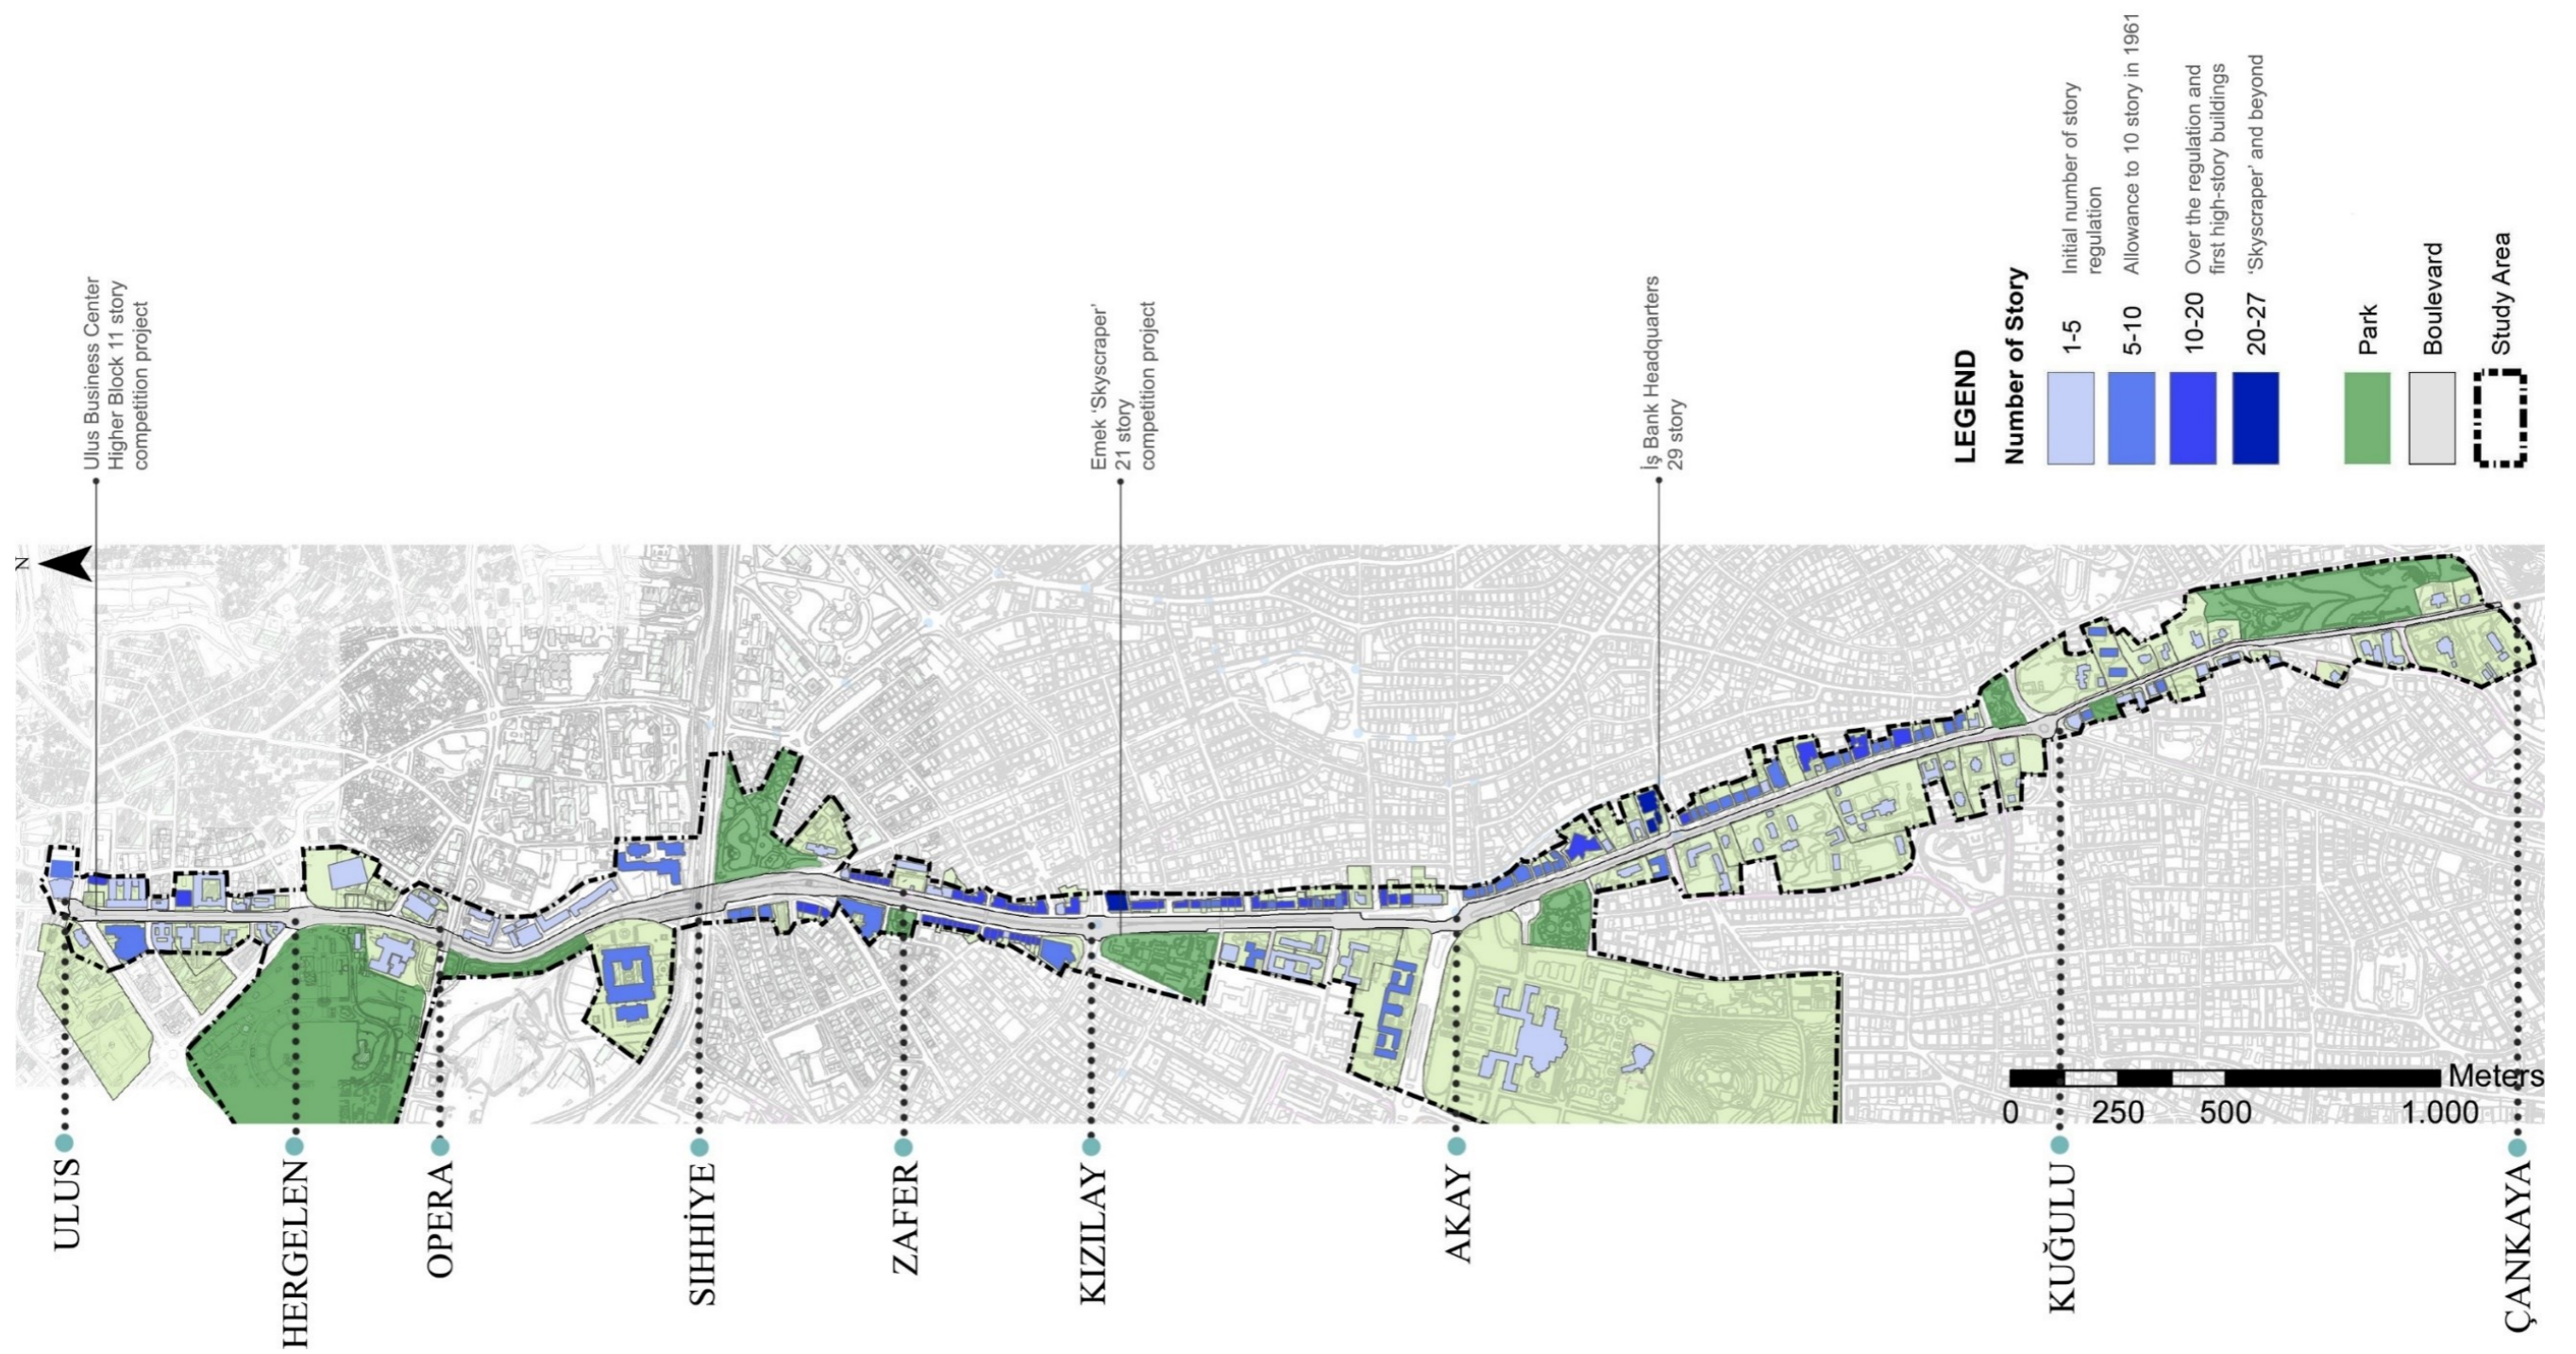 Ulus Business Center
Higher Block 11 story
competition project
Emek ‘Skyscraper’
21 story
competition project
İş Bank Headquarters
29 story
LEGEND
Number of Story
1-5
Initial number of story
regulation
5-10
Allowance to 10 story in 1961
10-20
Over the regulation and
first high-story buildings
20-27
‘Skyscraper’ and beyond
Park
Boulevard
Study Area
N
Meters
0 250 500 1.000
ULUS
HERGELEN
OPERA
SIHHİYE
ZAFER
KIZILAY
AKAY
KUĞULU
ÇANKAYA